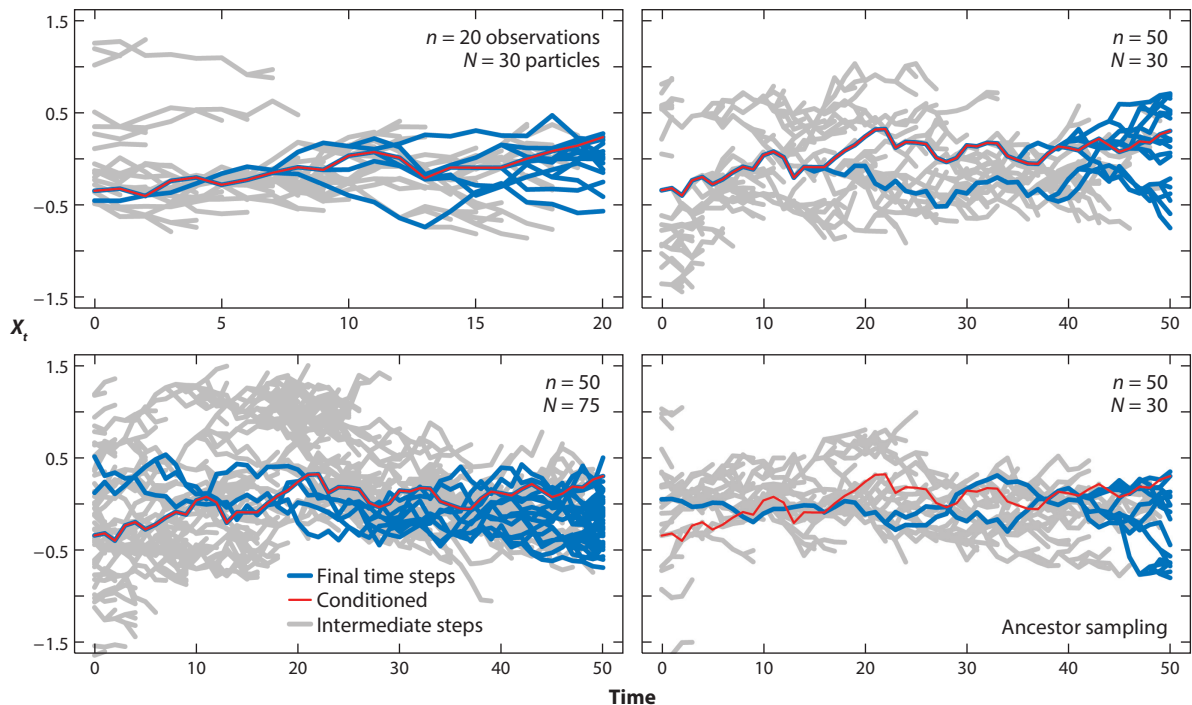 1.5
0.5
−0.5
−1.5
n = 20 observations
N = 30 particles
0
5
10
15
20
n = 50
N = 30
0
10
20
30
40
50
X_t
1.5
0.5
−0.5
−1.5
n = 50
N = 75
Final time steps
Conditioned
Intermediate steps
0
10
20
30
40
50
n = 50
N = 30
Ancestor sampling
0
10
20
30
40
50
Time